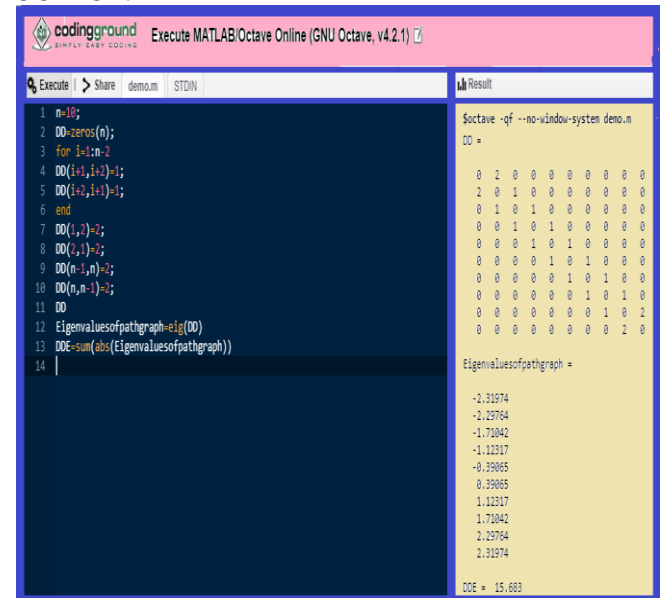 codingground
SIMPLY EASY CODING
Execute MATLAB/Octave Online (GNU Octave, v4.2.1)
Execute | Share demo.m STDIN
1 n=10;
2 DD=zeros(n);
3 for i=1:n-2
4 DD(i+1,i+2)=1;
5 DD(i+2,i+1)=1;
6 end
7 DD(1,2)=2;
8 DD(2,1)=2;
9 DD(n-1,n)=2;
10 DD(n,n-1)=2;
11 DD
12 Eigenvaluesofpathgraph=eig(DD)
13 DDE=sum(abs(Eigenvaluesofpathgraph))
14
Result
$octave -qf --no-window-system demo.m
DD =
0 2 0 0 0 0 0 0 0 0
2 0 1 0 0 0 0 0 0 0
0 1 0 1 0 0 0 0 0 0
0 0 1 0 1 0 0 0 0 0
0 0 0 1 0 1 0 0 0 0
0 0 0 0 1 0 1 0 0 0
0 0 0 0 0 1 0 1 0 0
0 0 0 0 0 0 1 0 1 0
0 0 0 0 0 0 0 1 0 2
0 0 0 0 0 0 0 0 2 0
Eigenvaluesofpathgraph =
-2.31974
-2.29764
-1.71042
-1.12317
-0.39065
0.39065
1.12317
1.71042
2.29764
2.31974
DDE = 15.683